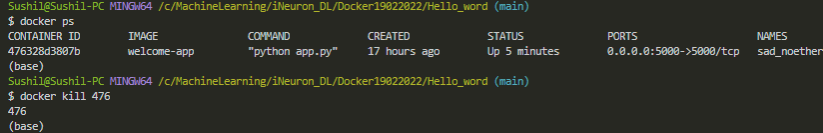 Sushil@Sushil-PC MINGW64 /c/MachineLearning/iNeuron_DL/Docker19022022/Hello_word (main)
$ docker ps
CONTAINER ID IMAGE COMMAND CREATED STATUS PORTS NAMES
476328d3807b welcome-app "python app.py" 17 hours ago Up 5 minutes 0.0.0.0:5000->5000/tcp sad_noether
(base)
Sushil@Sushil-PC MINGW64 /c/MachineLearning/iNeuron_DL/Docker19022022/Hello_word (main)
$ docker kill 476
476
(base)